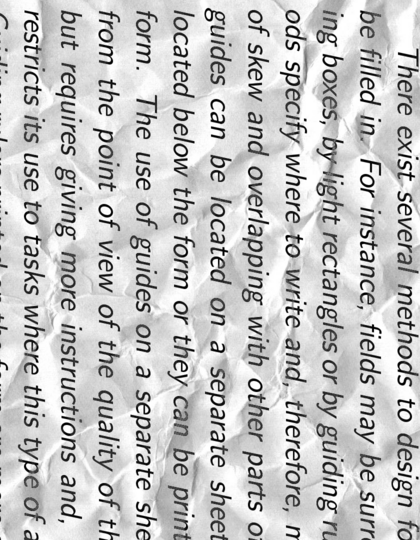 There exist several methods to design fo
be filled in. For instance, fields may be surro
ing boxes, by light rectangles or by guiding ru
ods specify where to write and, therefore, m
of skew and overlapping with other parts of
guides can be located on a separate sheet
located below the form or they can be print
form. The use of guides on a separate she
from the point of view of the quality of th
but requires giving more instructions and,
restricts its use to tasks where this type of a